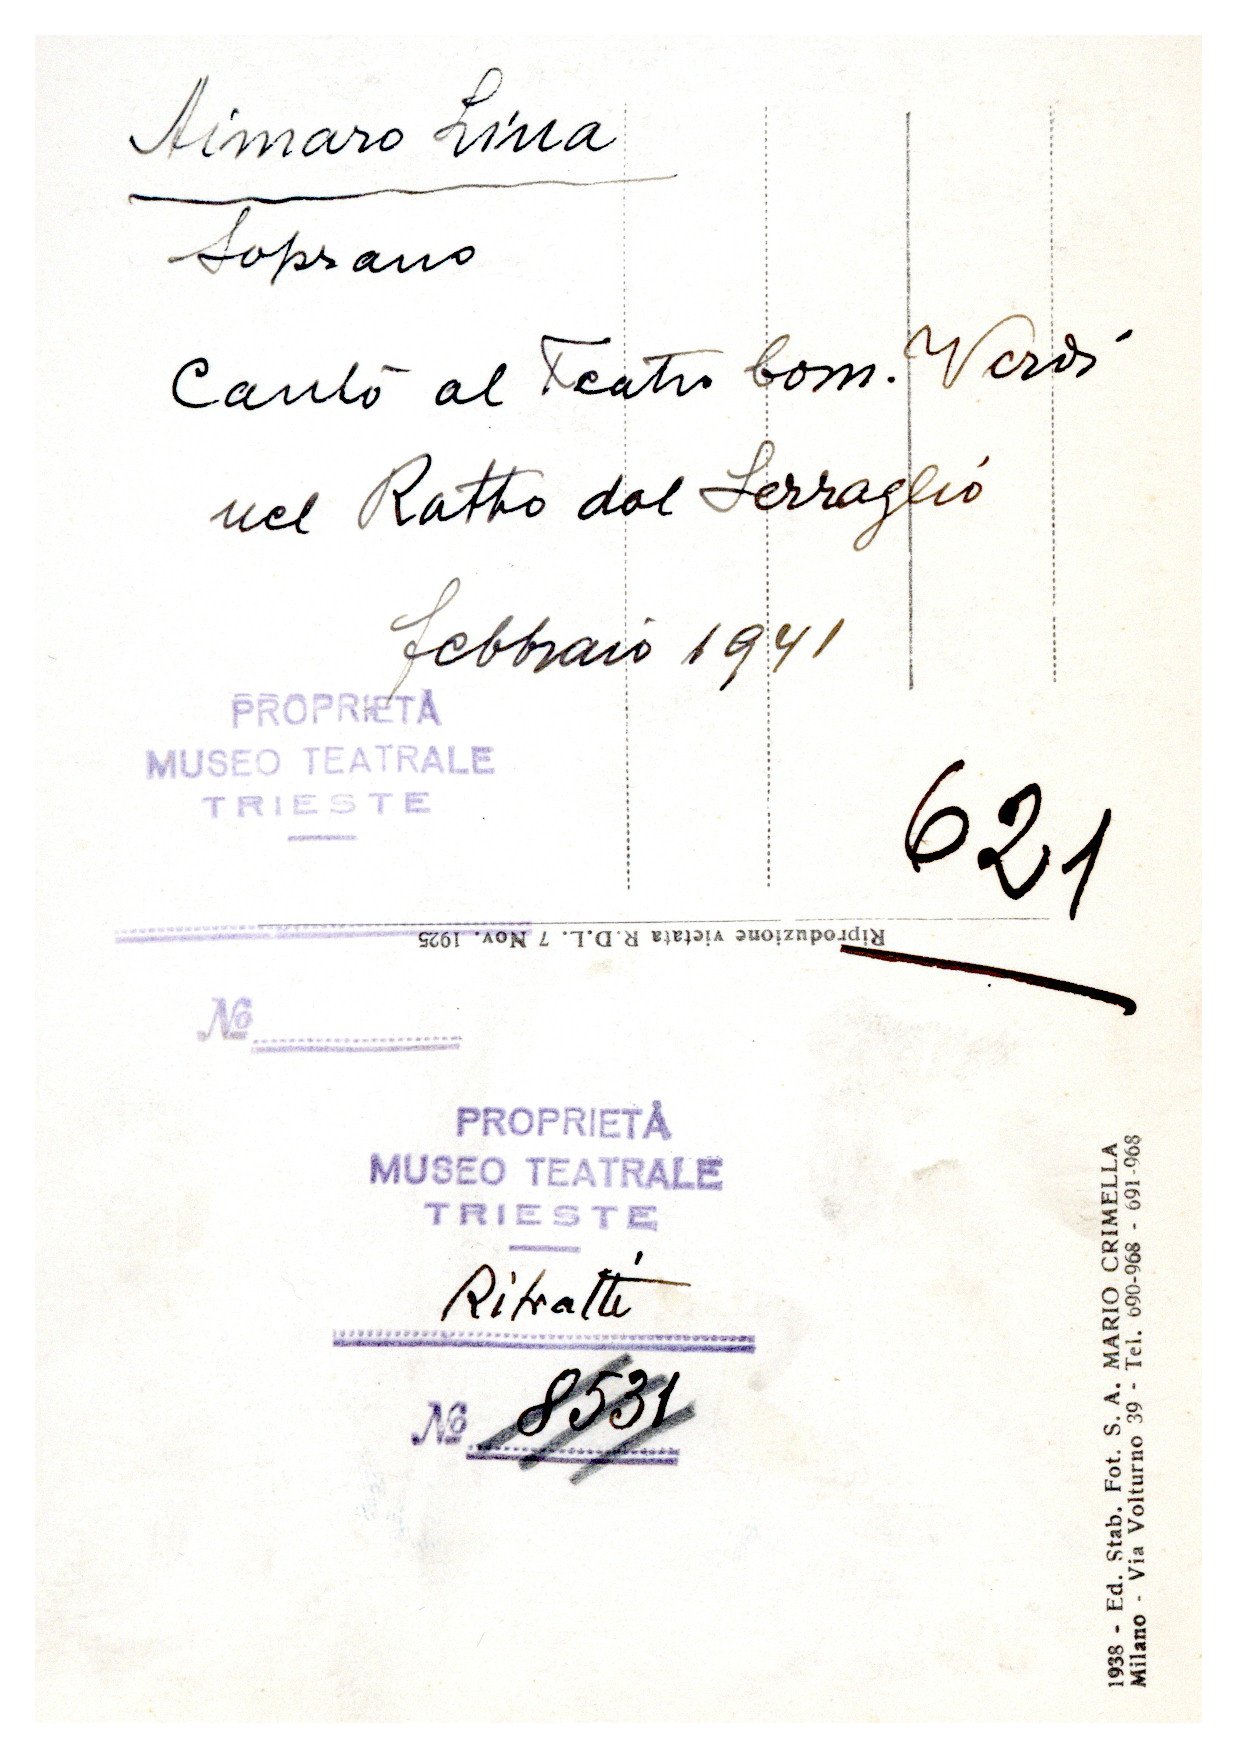 Aimaro Lina
Soprano
Cantò al Teatro Com. Verdi
nel Ratto dal Serraglio
febbraio 1941
PROPRIETÀ
MUSEO TEATRALE
TRIESTE
621
Riproduzione vietata R.D.L. 7 Nov. 1925
No
PROPRIETÀ
MUSEO TEATRALE
TRIESTE
Ritratti
No 8531
1938 - Ed. Stab. Fot. S. A. MARIO CRIMELLA
Milano - Via Volturno 39 - Tel. 690-968 - 691-968